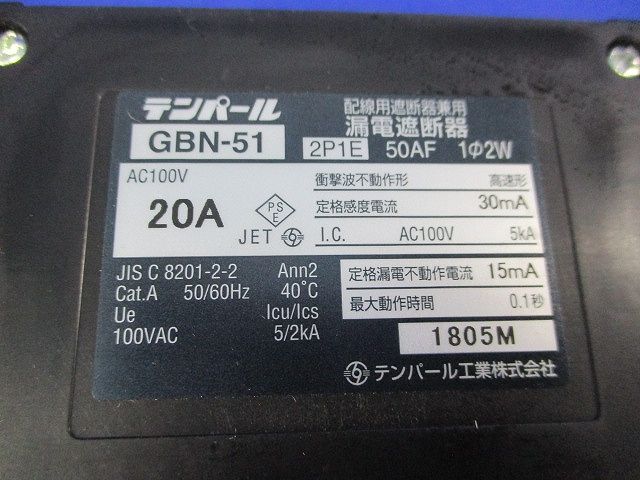 テンパール
配線用遮断器兼用
漏電遮断器
GBN-51
2P1E 50AF 1φ2W
AC100V
20A
PS
E
JET
衝撃波不動作形 高速形
定格感度電流 30mA
I.C. AC100V 5kA
JIS C 8201-2-2 Ann2
Cat.A 50/60Hz 40°C
Ue Icu/Ics
100VAC 5/2kA
定格漏電不動作電流 15mA
最大動作時間 0.1秒
1805M
テンパール工業株式会社